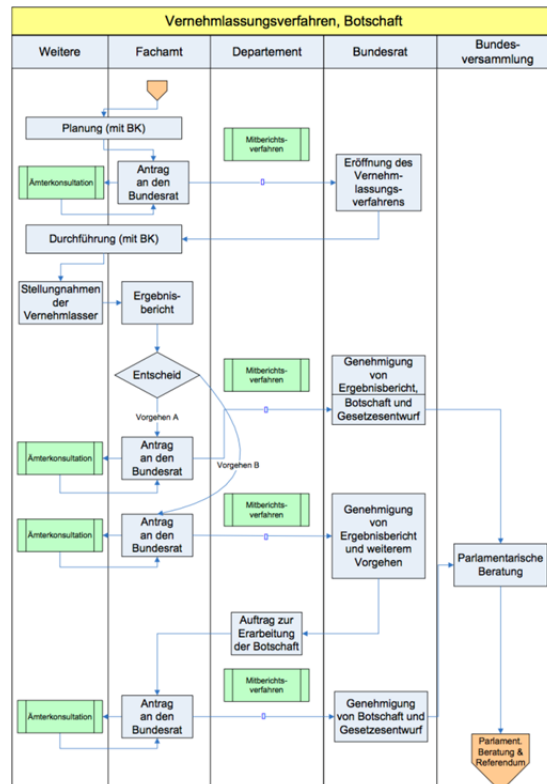 Vernehmlassungsverfahren, Botschaft
Weitere
Fachamt
Departement
Bundesrat
Bundes-
versammlung
Planung (mit BK)
Ämterkonsultation
Antrag
an den
Bundesrat
Mitberichts-
verfahren
Eröffnung des
Vernehm-
lassungs-
verfahrens
Durchführung (mit BK)
Stellungnahmen
der
Vernehmlasser
Ergebnis-
bericht
Entscheid
Mitberichts-
verfahren
Genehmigung
von
Ergebnisbericht,
Botschaft und
Gesetzesentwurf
Vorgehen A
Vorgehen B
Ämterkonsultation
Antrag
an den
Bundesrat
Ämterkonsultation
Antrag
an den
Bundesrat
Mitberichts-
verfahren
Genehmigung
von
Ergebnisbericht
und weiterem
Vorgehen
Parlamentarische
Beratung
Auftrag zur
Erarbeitung
der Botschaft
Ämterkonsultation
Antrag
an den
Bundesrat
Mitberichts-
verfahren
Genehmigung
von Botschaft und
Gesetzesentwurf
Parlament.
Beratung &
Referendum